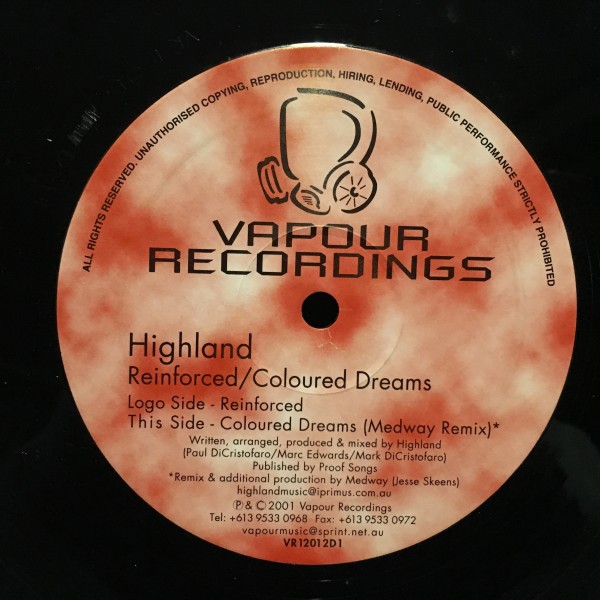 ALL RIGHTS RESERVED. UNAUTHORISED COPYING, REPRODUCTION, HIRING, LENDING, PUBLIC PERFORMANCE STRICTLY PROHIBITED
VAPOUR
RECORDINGS
Highland
Reinforced/Coloured Dreams
Logo Side - Reinforced
This Side - Coloured Dreams (Medway Remix)*
Written, arranged, produced & mixed by Highland
(Paul DiCristofaro/Marc Edwards/Mark DiCristofaro)
Published by Proof Songs
*Remix & additional production by Medway (Jesse Skeens)
highlandmusic@iprimus.com.au
℗ & © 2001 Vapour Recordings
Tel: +613 9533 0968 Fax: +613 9533 0972
vapourmusic@sprint.net.au
VR12012D1